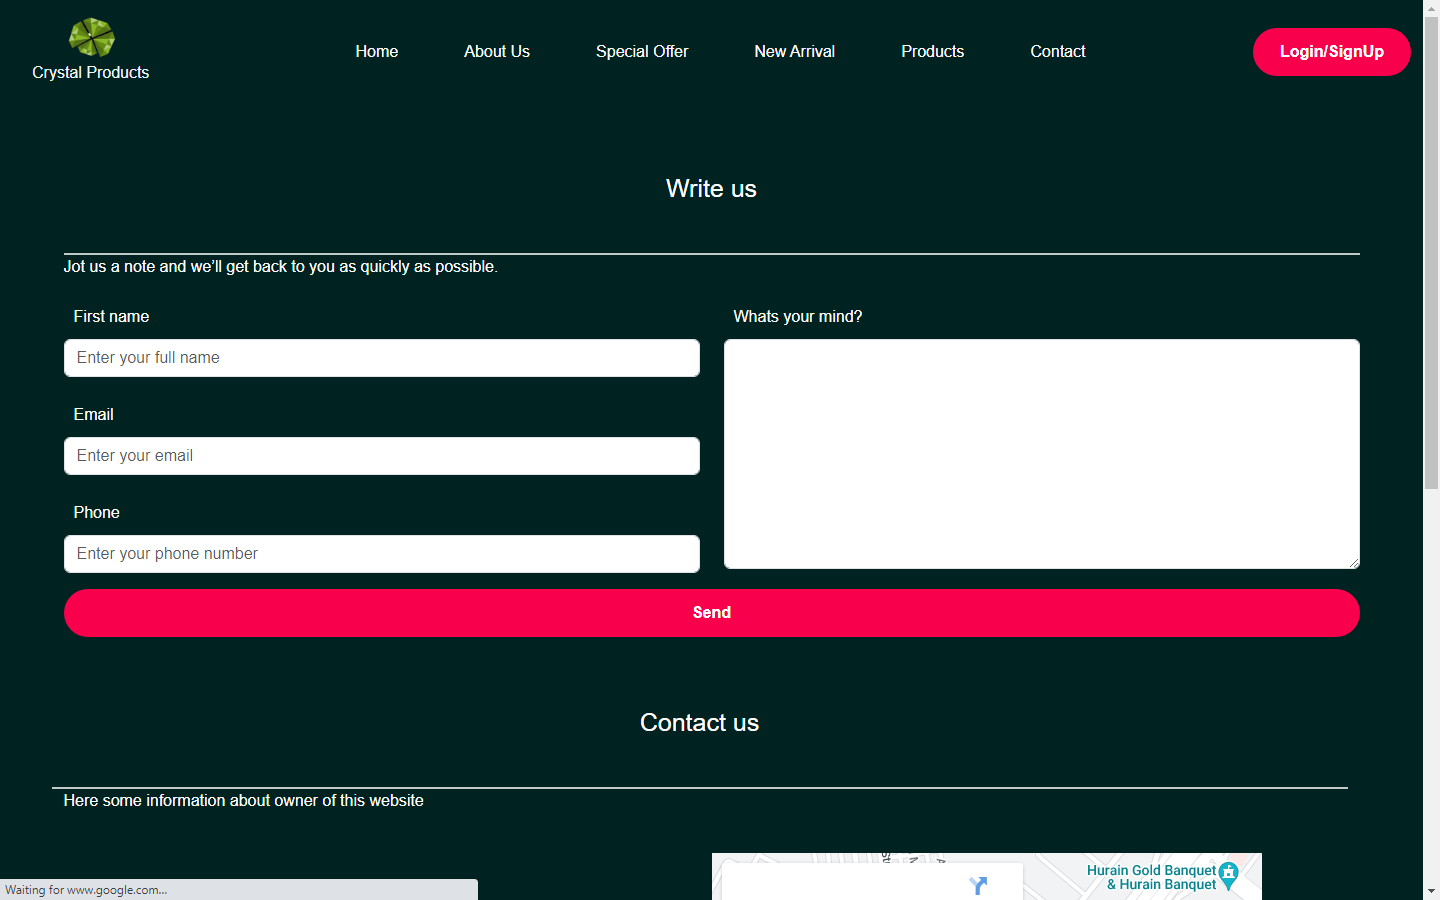 Crystal Products
Home
About Us
Special Offer
New Arrival
Products
Contact
Login/SignUp
Write us
Jot us a note and we’ll get back to you as quickly as possible.
First name
Enter your full name
Email
Enter your email
Phone
Enter your phone number
Whats your mind?
Send
Contact us
Here some information about owner of this website
Hurain Gold Banquet
& Hurain Banquet
Waiting for www.google.com...